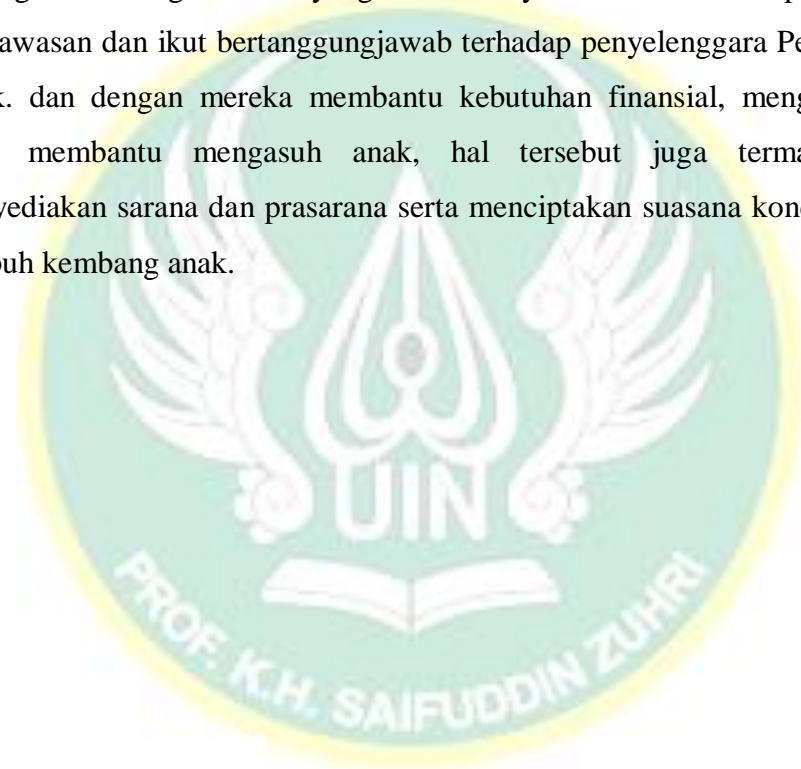 awasan dan ikut bertanggungjawab terhadap penyelenggara Pe
k. dan dengan mereka membantu kebutuhan finansial, meng
membantu mengasuh anak, hal tersebut juga terma
yediakan sarana dan prasarana serta menciptakan suasana kon
buh kembang anak.
UIN
PROF. K.H. SAIFUDDIN ZUHRI